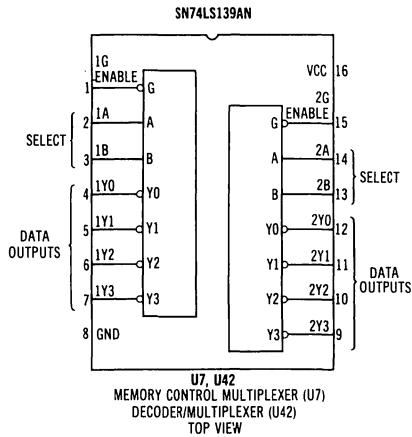 SN74LS139AN
1G
ENABLE
1 G
2 1A A
SELECT
3 1B B
4 1Y0 Y0
5 1Y1 Y1
DATA
OUTPUTS
6 1Y2 Y2
7 1Y3 Y3
8 GND
VCC 16
2G
ENABLE
G 15
A 2A 14
SELECT
B 2B 13
Y0 2Y0 12
Y1 2Y1 11
DATA
OUTPUTS
Y2 2Y2 10
Y3 2Y3 9
U7, U42
MEMORY CONTROL MULTIPLEXER (U7)
DECODER/MULTIPLEXER (U42)
TOP VIEW